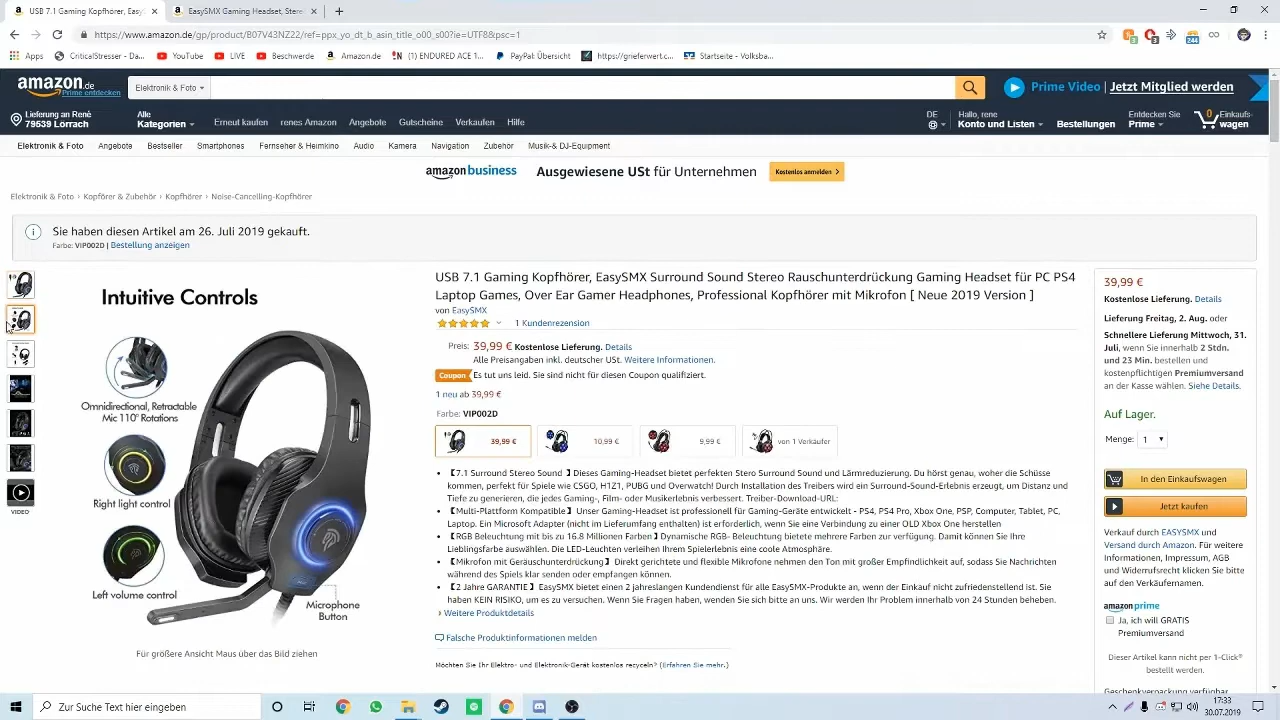 USB 7.1 Gaming Kopfhörer, EasyS
EasySMX Gaming Headset, Stere
https://www.amazon.de/gp/product/B07V43NZ22/ref=ppx_yo_dt_b_asin_title_o00_s00?ie=UTF8&psc=1
Apps CriticalStresser - Da... YouTube LIVE Beschwerde Amazon.de (1) ENDURED ACE 1... PayPal: Übersicht https://grieferwert.c... Startseite - Volksba...
amazon.de
Prime entdecken
Elektronik & Foto
Prime Video | Jetzt Mitglied werden
Lieferung an René
79539 Lörrach
Alle
Kategorien
Erneut kaufen renes Amazon Angebote Gutscheine Verkaufen Hilfe
DE
Hallo, rene
Konto und Listen
Bestellungen
Entdecken Sie
Prime
0
Einkaufs-
wagen
Elektronik & Foto Angebote Bestseller Smartphones Fernseher & Heimkino Audio Kamera Navigation Zubehör Musik- & DJ-Equipment
amazon business Ausgewiesene USt für Unternehmen Kostenlos anmelden
Elektronik & Foto › Kopförer & Zubehör › Kopfhörer › Noise-Cancelling-Kopfhörer
Sie haben diesen Artikel am 26. Juli 2019 gekauft.
Farbe: VIP002D | Bestellung anzeigen
Intuitive Controls
Omnidirectional, Retractable
Mic 110° Rotations
Right light control
Left volume control
Microphone
Button
VIDEO
Für größere Ansicht Maus über das Bild ziehen
USB 7.1 Gaming Kopfhörer, EasySMX Surround Sound Stereo Rauschunterdrückung Gaming Headset für PC PS4
Laptop Games, Over Ear Gamer Headphones, Professional Kopfhörer mit Mikrofon [ Neue 2019 Version ]
von EasySMX
1 Kundenrezension
Preis: 39,99 € Kostenlose Lieferung. Details
Alle Preisangaben inkl. deutscher USt. Weitere Informationen.
Coupon Es tut uns leid. Sie sind nicht für diesen Coupon qualifiziert.
1 neu ab 39,99 €
Farbe: VIP002D
39,99 € 10,99 € 9,99 € von 1 Verkäufer
• 【7.1 Surround Stereo Sound 】Dieses Gaming-Headset bietet perfekten Stero Surround Sound und Lärmreduzierung. Du hörst genau, woher die Schüsse
kommen, perfekt für Spiele wie CSGO, H1Z1, PUBG und Overwatch! Durch Installation des Treibers wird ein Surround-Sound-Erlebnis erzeugt, um Distanz und
Tiefe zu generieren, die jedes Gaming-, Film- oder Musikerlebnis verbessert. Treiber-Download-URL:
• 【Multi-Plattform Kompatible】Unser Gaming-Headset ist professionell für Gaming-Geräte entwickelt - PS4, PS4 Pro, Xbox One, PSP, Computer, Tablet, PC,
Laptop. Ein Microsoft Adapter (nicht im Lieferumfang enthalten) ist erforderlich, wenn Sie eine Verbindung zu einer OLD Xbox One herstellen
• 【RGB Beleuchtung mit bis zu 16.8 Millionen Farben】Dynamische RGB- Beleuchtung bietete mehrere Farben zur verfügung. Damit können Sie Ihre
Lieblingsfarbe auswählen. Die LED-Leuchten verleihen Ihrem Spielerlebnis eine coole Atmosphäre.
• 【Mikrofon mit Geräuschunterdrückung】 Direkt gerichtete und flexible Mikrofone nehmen den Ton mit großer Empfindlichkeit auf, sodass Sie Nachrichten
während des Spiels klar senden oder empfangen können.
• 【2 Jahre GARANTIE】EasySMX bietet einen 2 jahreslangen Kundendienst für alle EasySMX-Produkte an, wenn der Einkauf nicht zufriedenstellend ist. Sie
haben KEIN RISIKO, um es zu versuchen. Wenn Sie Fragen haben, wenden Sie sich bitte an uns. Wir werden Ihr Problem innerhalb von 24 Stunden beheben.
› Weitere Produktdetails
Falsche Produktinformationen melden
Möchten Sie Ihr Elektro- und Elektronik-Gerät kostenlos recyceln? (Erfahren Sie mehr.)
39,99 €
Kostenlose Lieferung. Details
Lieferung Freitag, 2. Aug. oder
Schnellere Lieferung Mittwoch, 31.
Juli, wenn Sie innerhalb 2 Stdn.
und 23 Min. bestellen und
kostenpflichtigen Premiumversand
an der Kasse wählen. Siehe Details.
Auf Lager.
Menge: 1
In den Einkaufswagen
Jetzt kaufen
Verkauf durch EASYSMX und
Versand durch Amazon. Für weitere
Informationen, Impressum, AGB
und Widerrufsrecht klicken Sie bitte
auf den Verkäufernamen.
amazon prime
Ja, ich will GRATIS
Premiumversand
Dieser Artikel kann nicht per 1-Click®
bestellt werden.
Geschenkverpackung verfügbar
Zur Suche Text hier eingeben
17:33
30.07.2019